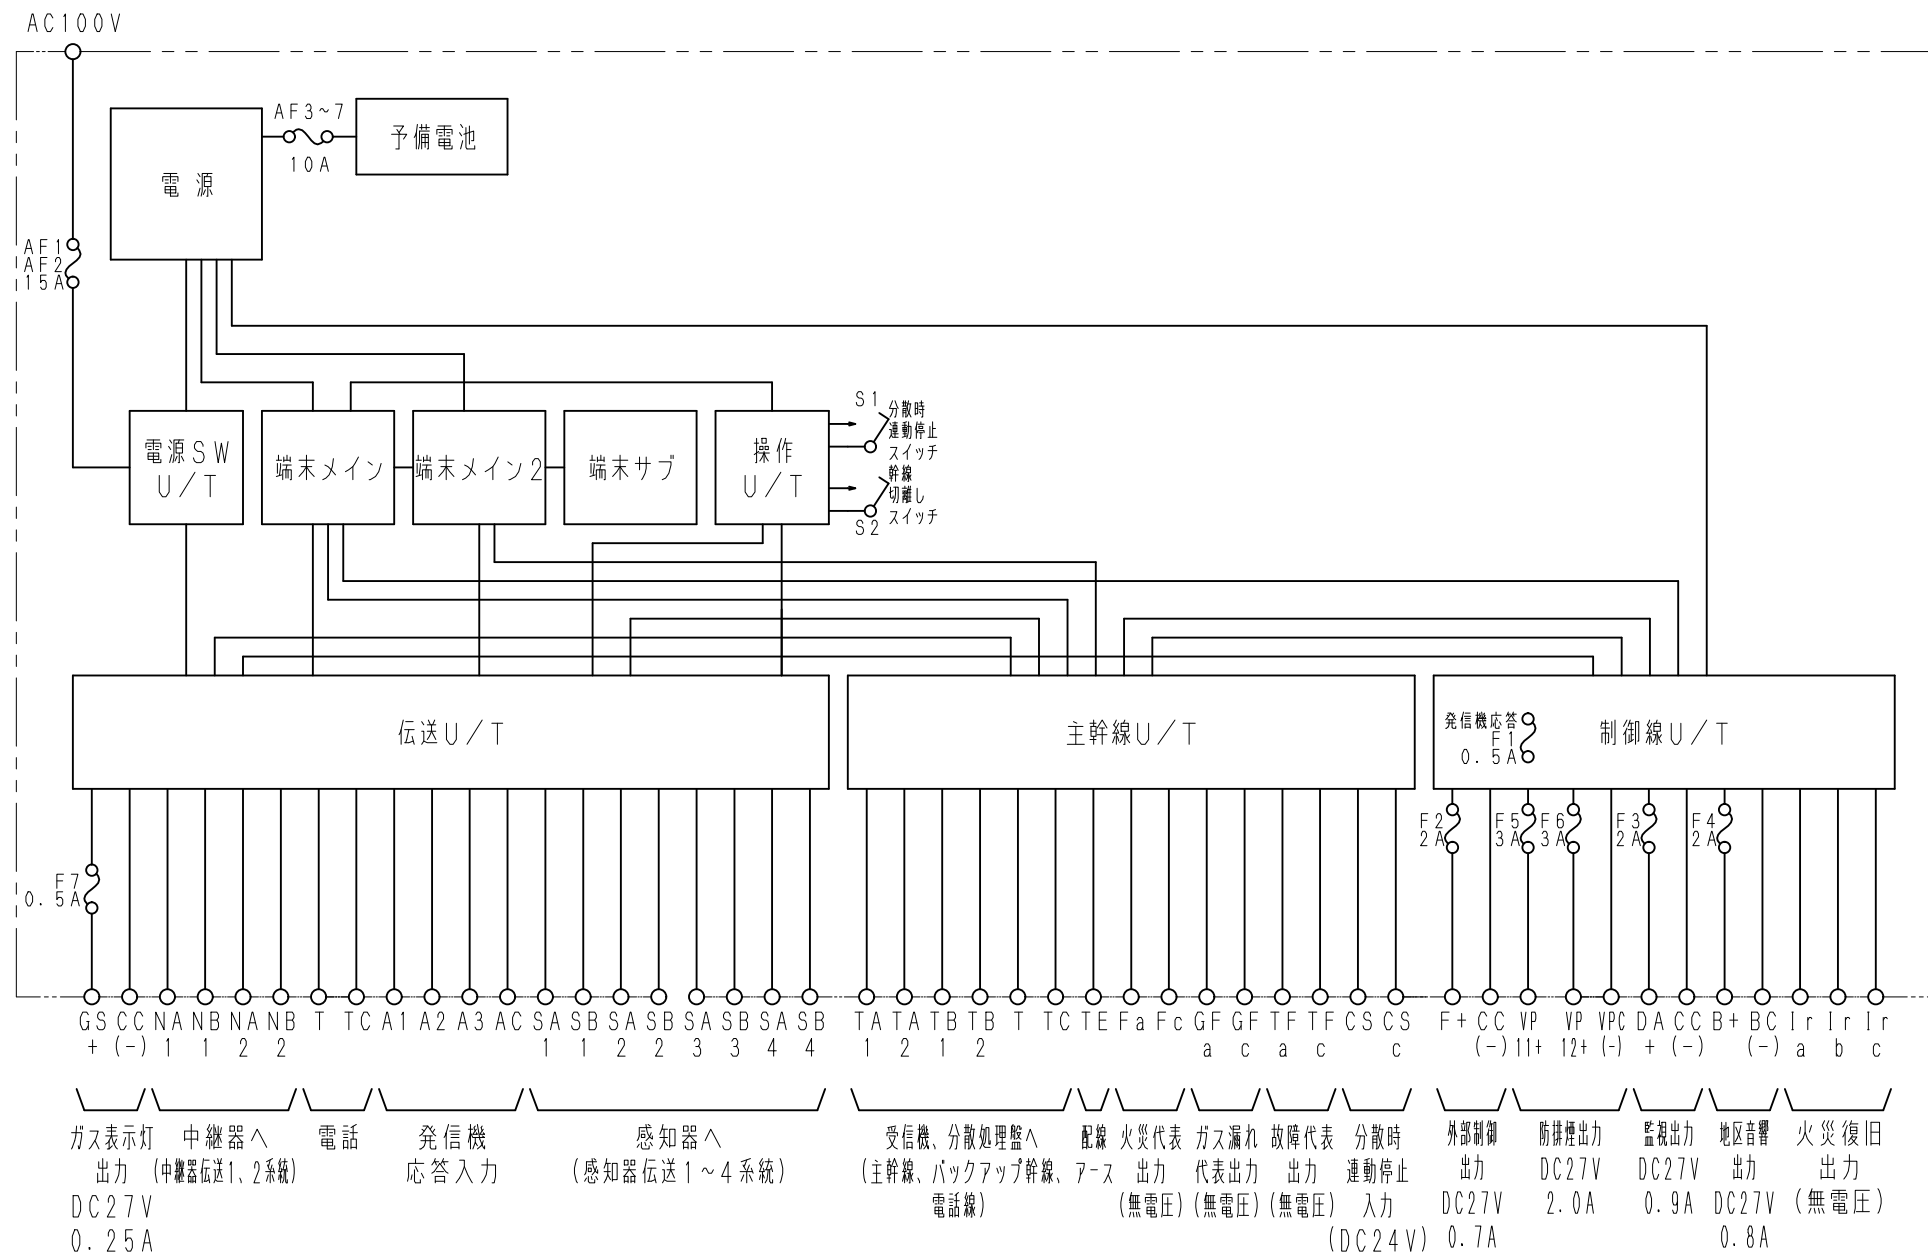 AC100V
AF3~7
10A
予備電池
電源
AF1
AF2
15A
電源SW
U/T
端末メイン
端末メイン2
端末サブ
操作
U/T
S1
分散時
連動停止
スイッチ
幹線
切離し
スイッチ
S2
伝送U/T
主幹線U/T
発信機応答
F1
0.5A
制御線U/T
F7
0.5A
F2
2A
F5
3A
F6
3A
F3
2A
F4
2A
GS CC NA NB NA NB T TC A1 A2 A3 AC SA SB SA SB SA SB SA SB TA TA TB TB T TC TE Fa Fc GF GF TF TF CS CS F+ CC VP VP VPC DA CC B+ BC Ir Ir Ir
+ (-) 1 1 2 2 1 1 2 2 3 3 4 4 1 2 1 2 a c a c c (-) 11+ 12+ (-) + (-) (-) a b c
ガス表示灯
出力
DC27V
0.25A
中継器へ
(中継器伝送1、2系統)
電話
発信機
応答入力
感知器へ
(感知器伝送1~4系統)
受信機、分散処理盤へ
(主幹線、バックアップ幹線、
電話線)
配線
アース
火災代表
出力
(無電圧)
ガス漏れ
代表出力
(無電圧)
故障代表
出力
(無電圧)
分散時
連動停止
入力
(DC24V)
外部制御
出力
DC27V
0.7A
防排煙出力
DC27V
2.0A
監視出力
DC27V
0.9A
地区音響
出力
DC27V
0.8A
火災復旧
出力
(無電圧)